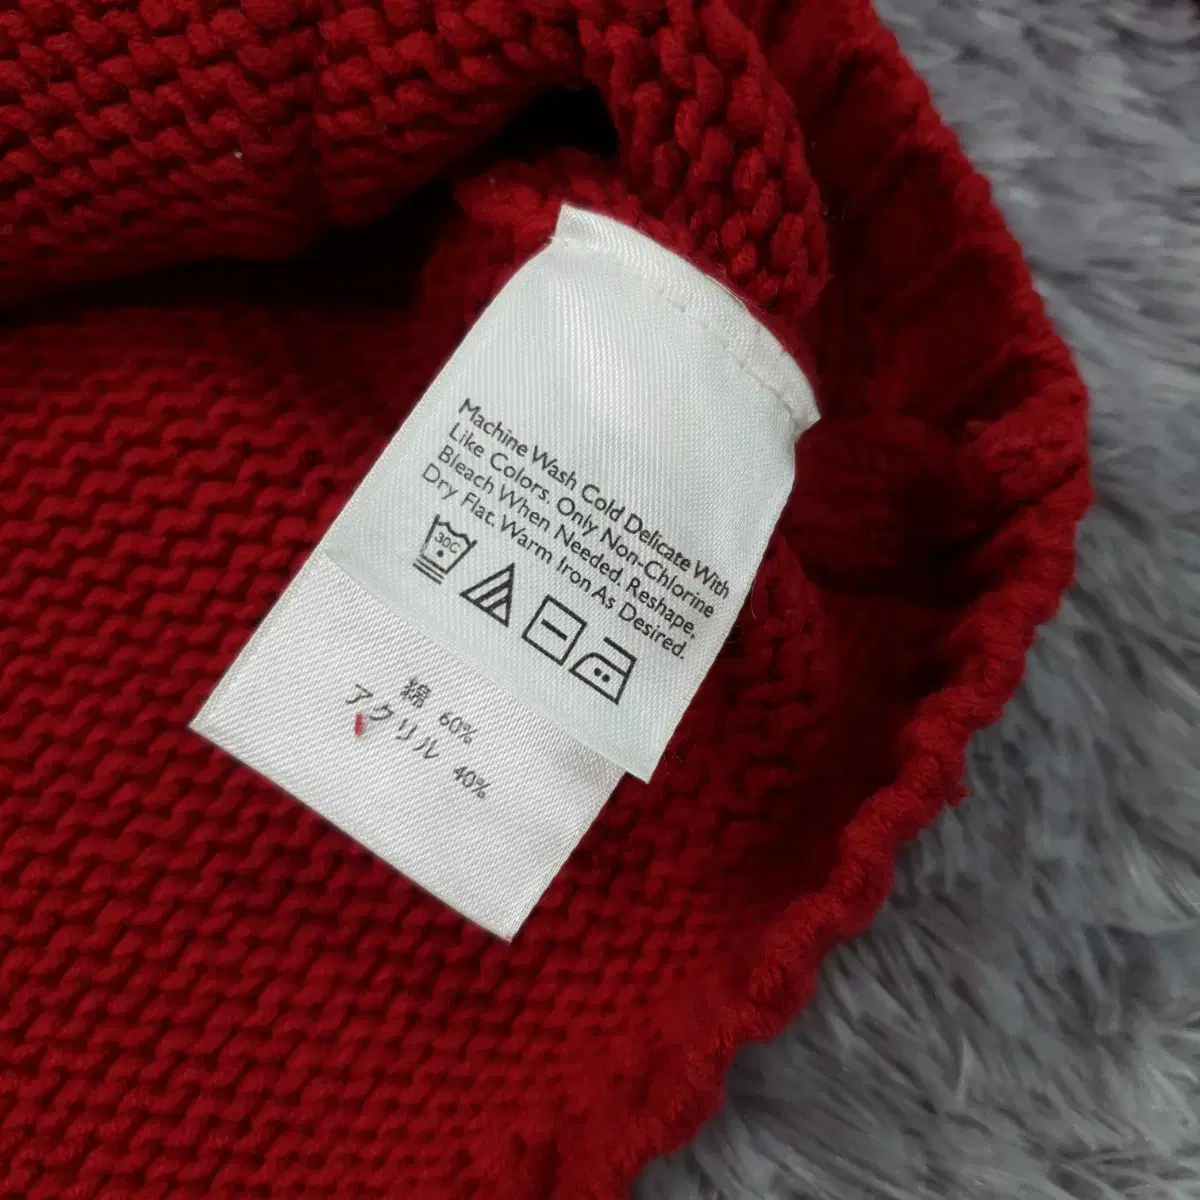 Machine Wash Cold Delicate With
Like Colors. Only Non-Chlorine
Bleach When Needed. Reshape,
Dry Flat. Warm Iron As Desired.
30C
綿 60%
アクリル 40%